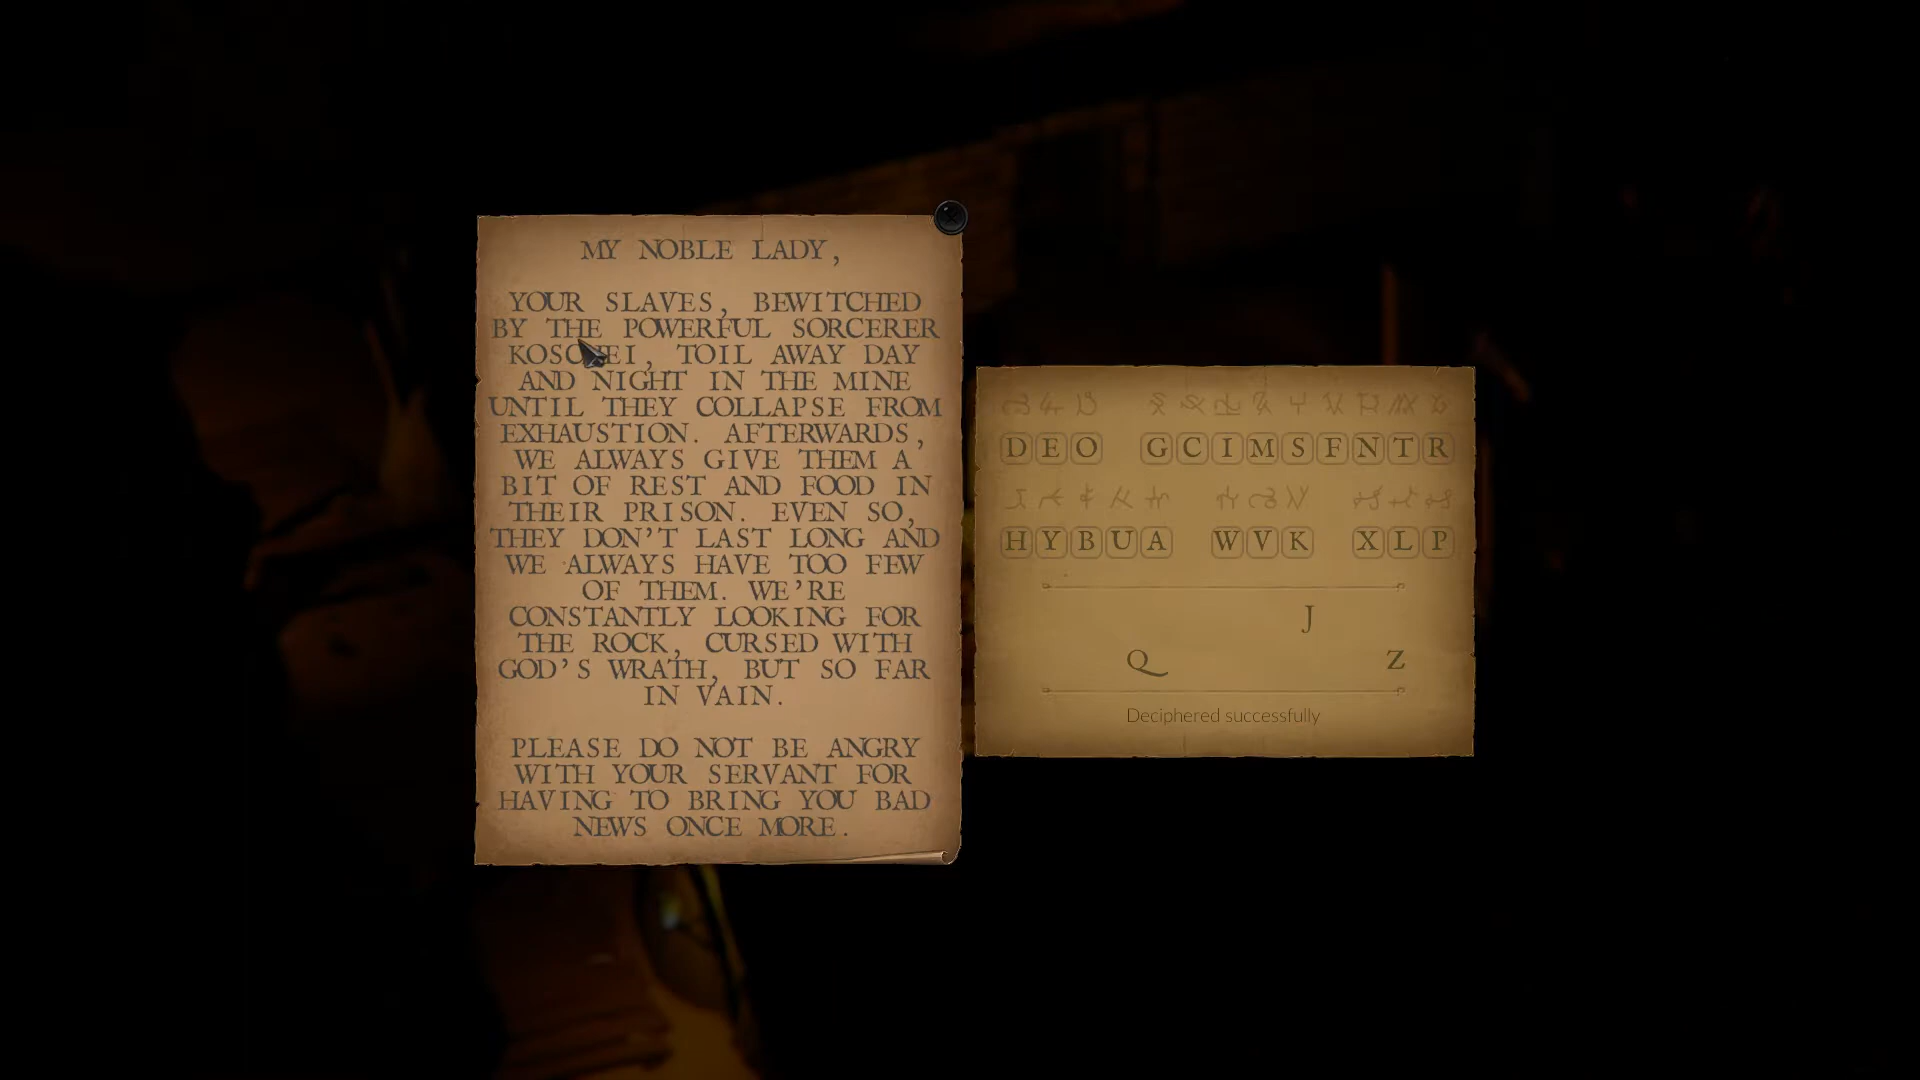 MY NOBLE LADY,
YOUR SLAVES, BEWITCHED
BY THE POWERFUL SORCERER
KOSCHEI, TOIL AWAY DAY
AND NIGHT IN THE MINE
UNTIL THEY COLLAPSE FROM
EXHAUSTION. AFTERWARDS,
WE ALWAYS GIVE THEM A
BIT OF REST AND FOOD IN
THEIR PRISON. EVEN SO,
THEY DON'T LAST LONG AND
WE ALWAYS HAVE TOO FEW
OF THEM. WE'RE
CONSTANTLY LOOKING FOR
THE ROCK, CURSED WITH
GOD'S WRATH, BUT SO FAR
IN VAIN.
PLEASE DO NOT BE ANGRY
WITH YOUR SERVANT FOR
HAVING TO BRING YOU BAD
NEWS ONCE MORE.
D E O G C I M S F N T R
H Y B U A W V K X L P
J
Q Z
Deciphered successfully